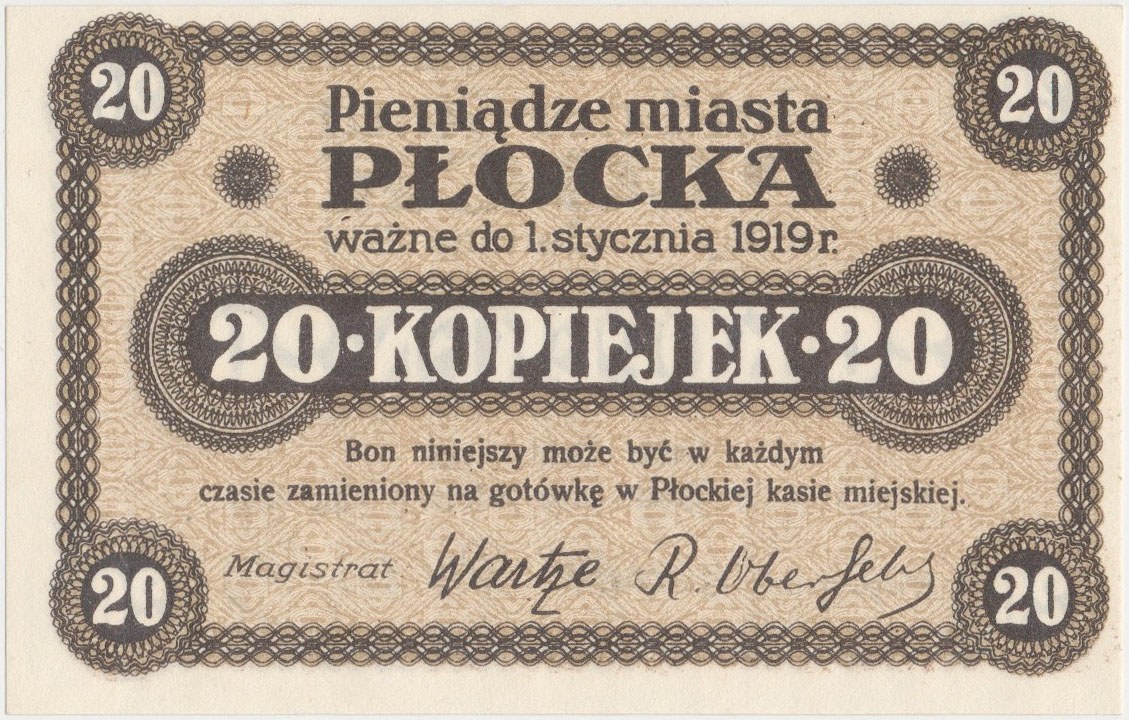 20 20
Pieniądze miasta
PŁOCKA
ważne do 1. stycznia 1919 r.
20 · KOPIEJEK · 20
Bon niniejszy może być w każdym
czasie zamieniony na gotówkę w Płockiej kasie miejskiej.
Magistrat
20 20